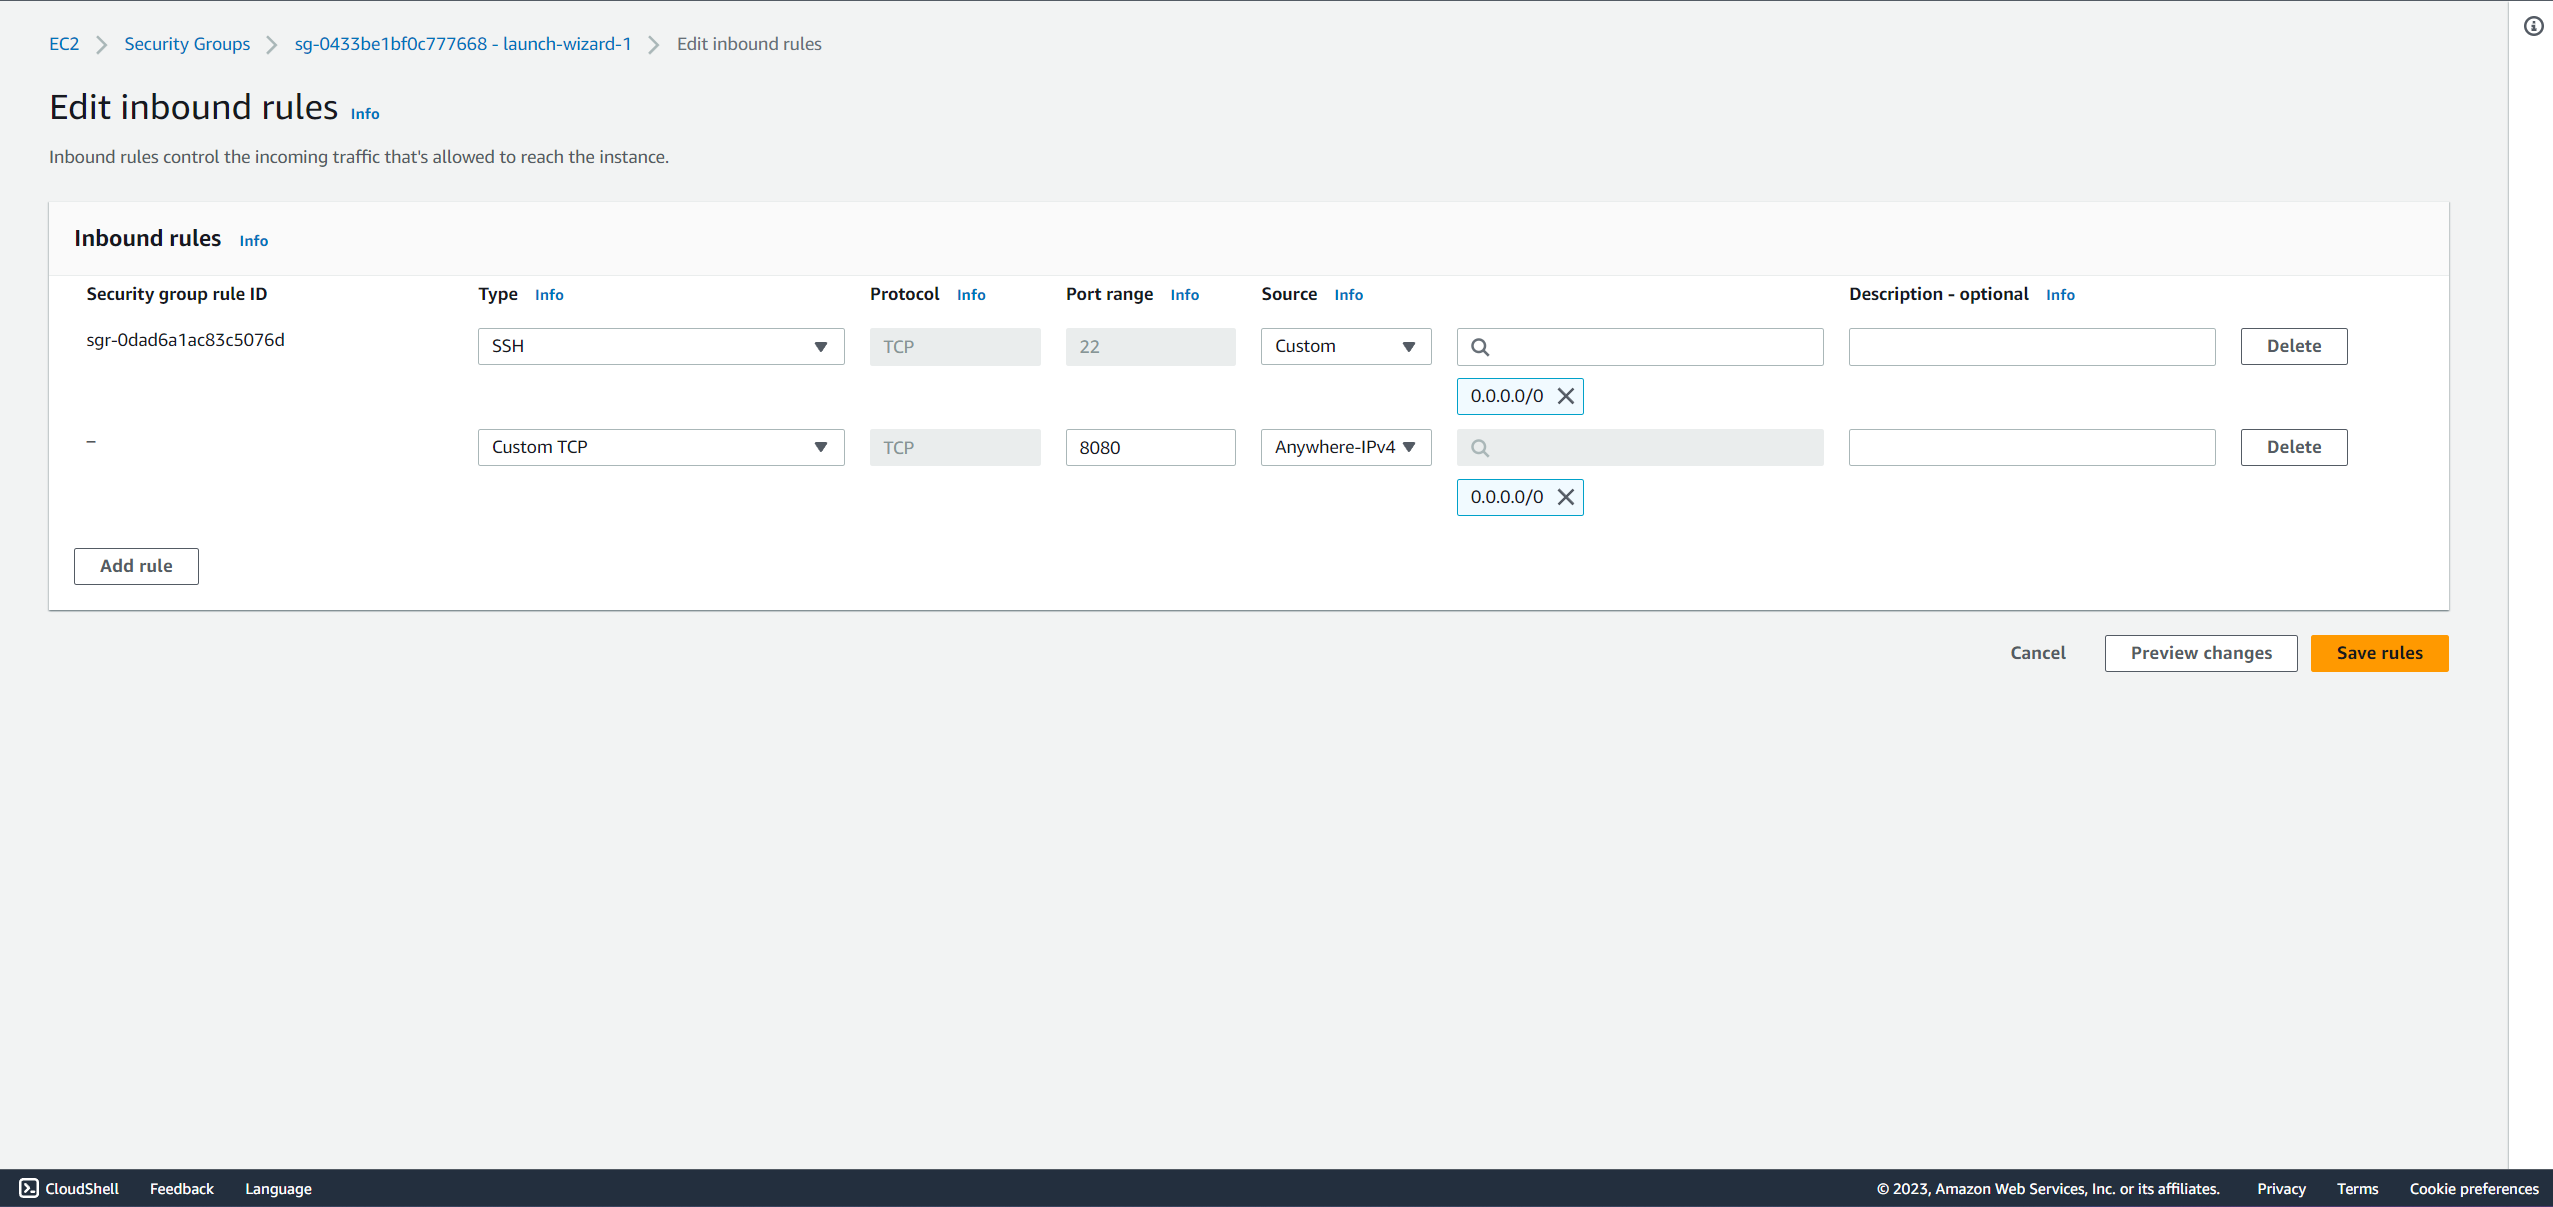 EC2 Security Groups sg-0433be1bf0c777668 - launch-wizard-1 Edit inbound rules
Edit inbound rules Info
Inbound rules control the incoming traffic that's allowed to reach the instance.
Inbound rules Info
Security group rule ID Type Info Protocol Info Port range Info Source Info Description - optional Info
sgr-0dad6a1ac83c5076d SSH TCP 22 Custom Delete
0.0.0.0/0
– Custom TCP TCP 8080 Anywhere-IPv4 Delete
0.0.0.0/0
Add rule
Cancel Preview changes Save rules
CloudShell Feedback Language © 2023, Amazon Web Services, Inc. or its affiliates. Privacy Terms Cookie preferences